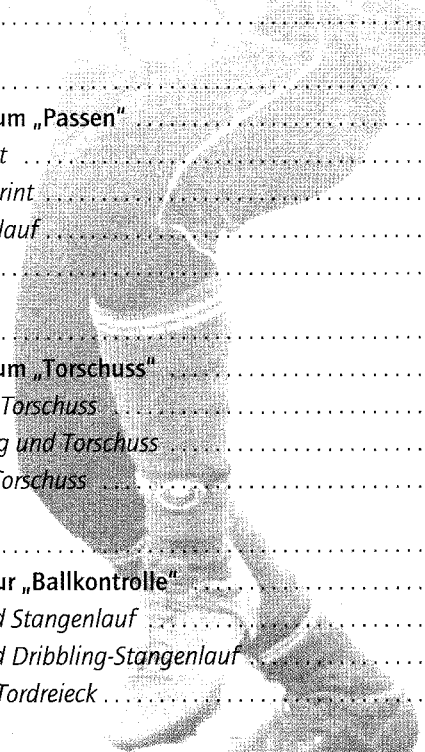 um „Passen"
t
rint
lauf
um „Torschuss"
Torschuss
g und Torschuss
Torschuss
ur „Ballkontrolle"
d Stangenlauf
d Dribbling-Stangenlauf
Tordreieck